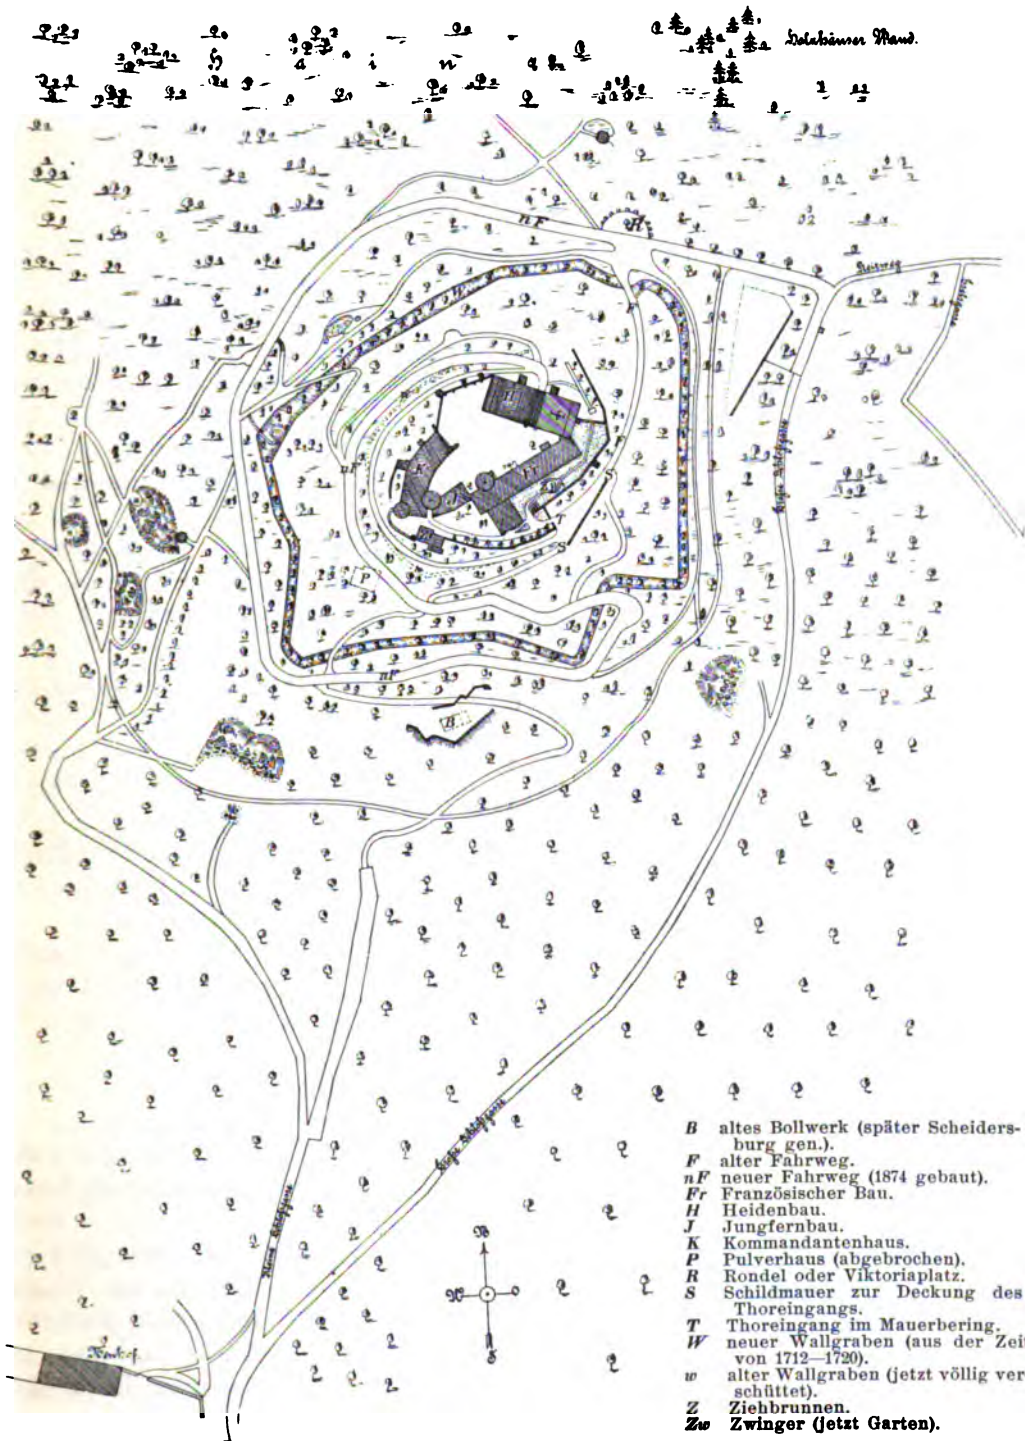 Holzhäuser Wand.
H a i n
nF
R
Reitweg
F
H
F
K
nF
Fr
J
S
T
S
w
P
nF
B
Große Schloßgasse
Große Schloßgasse
Kleine Schloßgasse
N
W O
S
B altes Bollwerk (später Scheiders-
burg gen.).
F alter Fahrweg.
nF neuer Fahrweg (1874 gebaut).
Fr Französischer Bau.
H Heidenbau.
J Jungfernbau.
K Kommandantenhaus.
P Pulverhaus (abgebrochen).
R Rondel oder Viktoriaplatz.
S Schildmauer zur Deckung des
Thoreingangs.
T Thoreingang im Mauerbering.
W neuer Wallgraben (aus der Zeit
von 1712—1720).
w alter Wallgraben (jetzt völlig ver-
schüttet).
Z Ziehbrunnen.
Zw Zwinger (jetzt Garten).